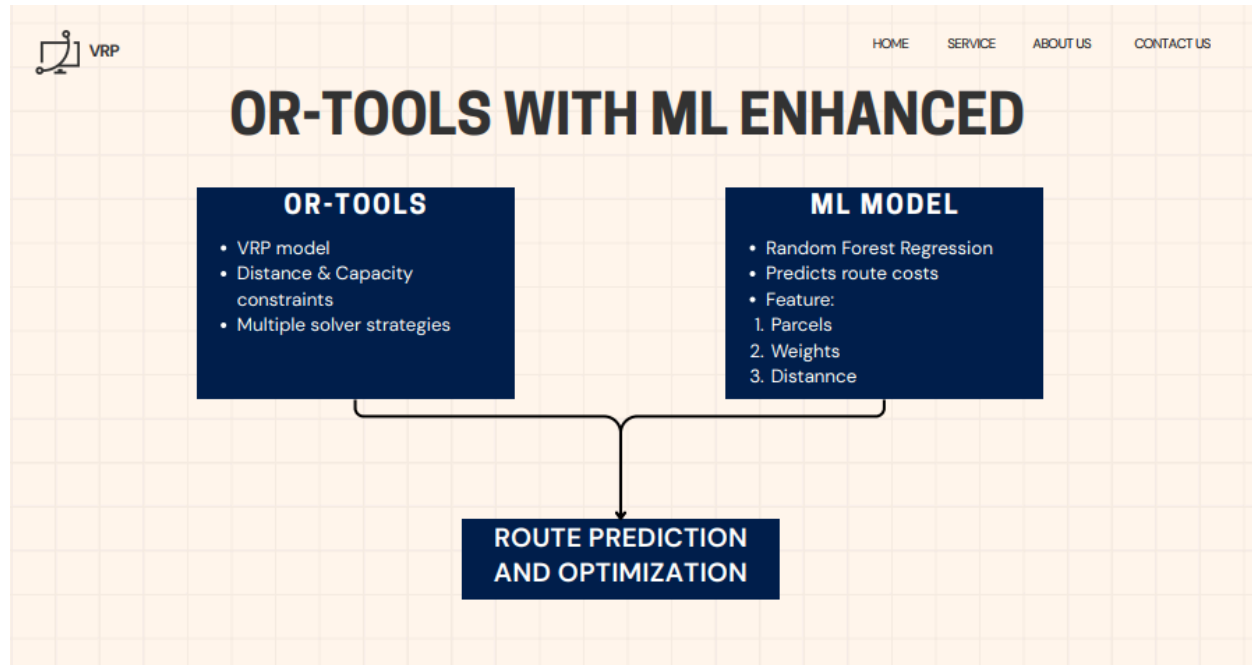 VRP
HOME SERVICE ABOUT US CONTACT US
OR-TOOLS WITH ML ENHANCED
OR-TOOLS
• VRP model
• Distance & Capacity
constraints
• Multiple solver strategies
ML MODEL
• Random Forest Regression
• Predicts route costs
• Feature:
1. Parcels
2. Weights
3. Distannce
ROUTE PREDICTION
AND OPTIMIZATION